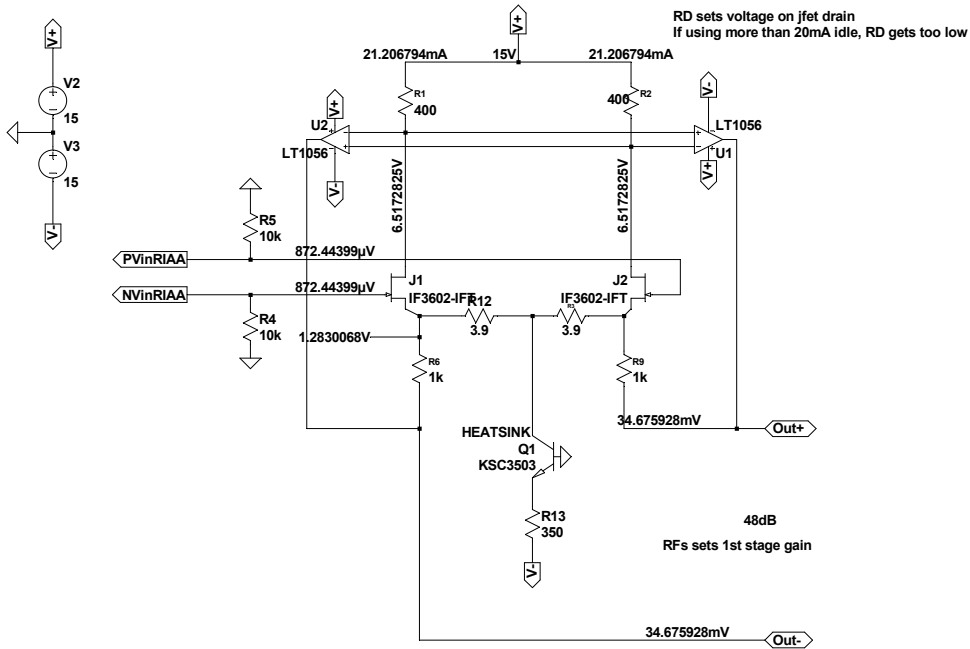 RD sets voltage on jfet drain
If using more than 20mA idle, RD gets too low
V+
V+
21.206794mA
15V
21.206794mA
V2
15
R1
400
R2
400
V-
V+
U2
LT1056
LT1056
U1
V3
15
V-
V+
V-
6.5172825V
6.5172825V
R5
10k
PVinRIAA
872.44399µV
J1
J2
NVinRIAA
872.44399µV
IF3602-IFT
IF3602-IFT
R12
3.9
R3
3.9
R4
10k
1.2830068V
R6
1k
R9
1k
34.675928mV
Out+
HEATSINK
Q1
KSC3503
R13
350
48dB
RFs sets 1st stage gain
V-
34.675928mV
Out-